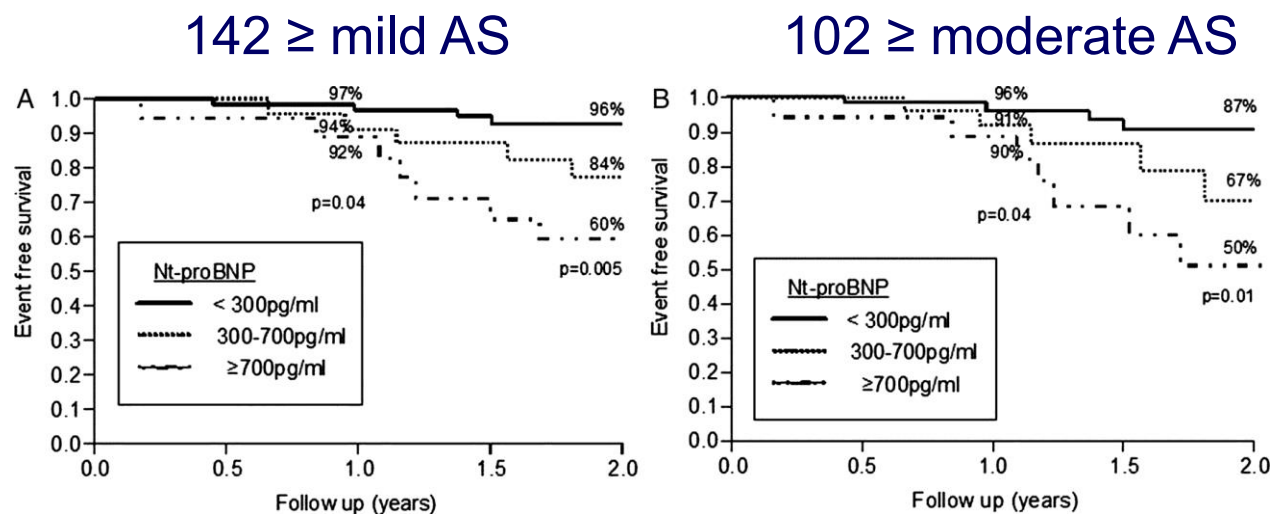 142 ≥ mild AS
102 ≥ moderate AS
A
Event free survival
1.0
0.9
0.8
0.7
0.6
0.5
0.4
0.3
0.2
0.1
0.0
97%
96%
94%
92%
84%
p=0.04
60%
p=0.005
Nt-proBNP
< 300pg/ml
300-700pg/ml
≥700pg/ml
0.0 0.5 1.0 1.5 2.0
Follow up (years)
B
Event free survival
1.0
0.9
0.8
0.7
0.6
0.5
0.4
0.3
0.2
0.1
0.0
96%
87%
91%
90%
67%
p=0.04
50%
p=0.01
Nt-proBNP
< 300pg/ml
300-700pg/ml
≥700pg/ml
0.0 0.5 1.0 1.5 2.0
Follow up (years)